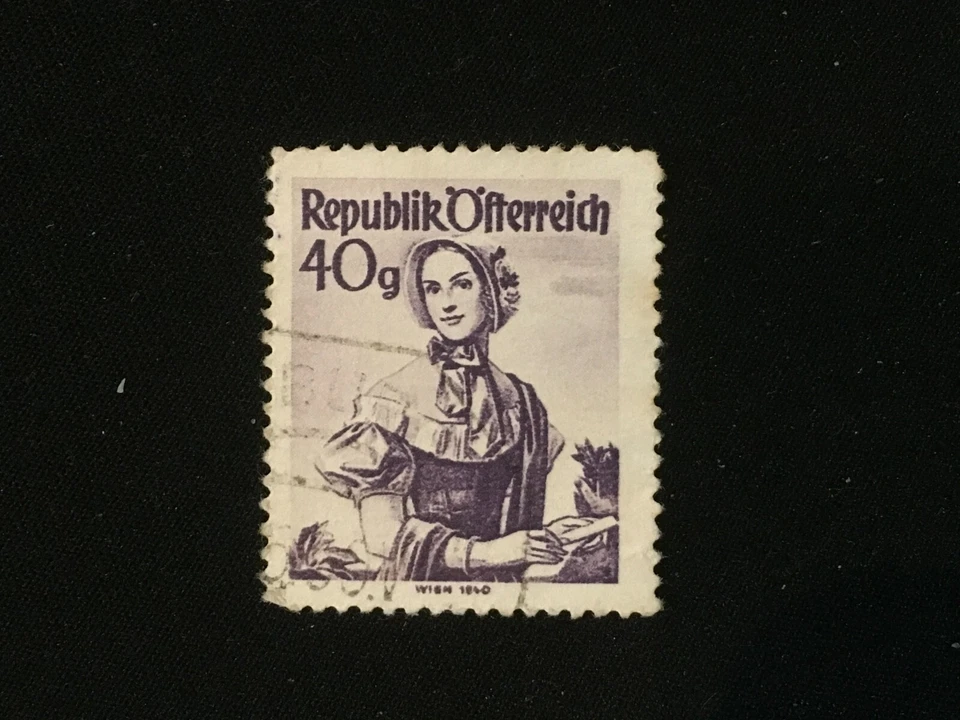 Republik Öſterreich
40g
WIEN 1840